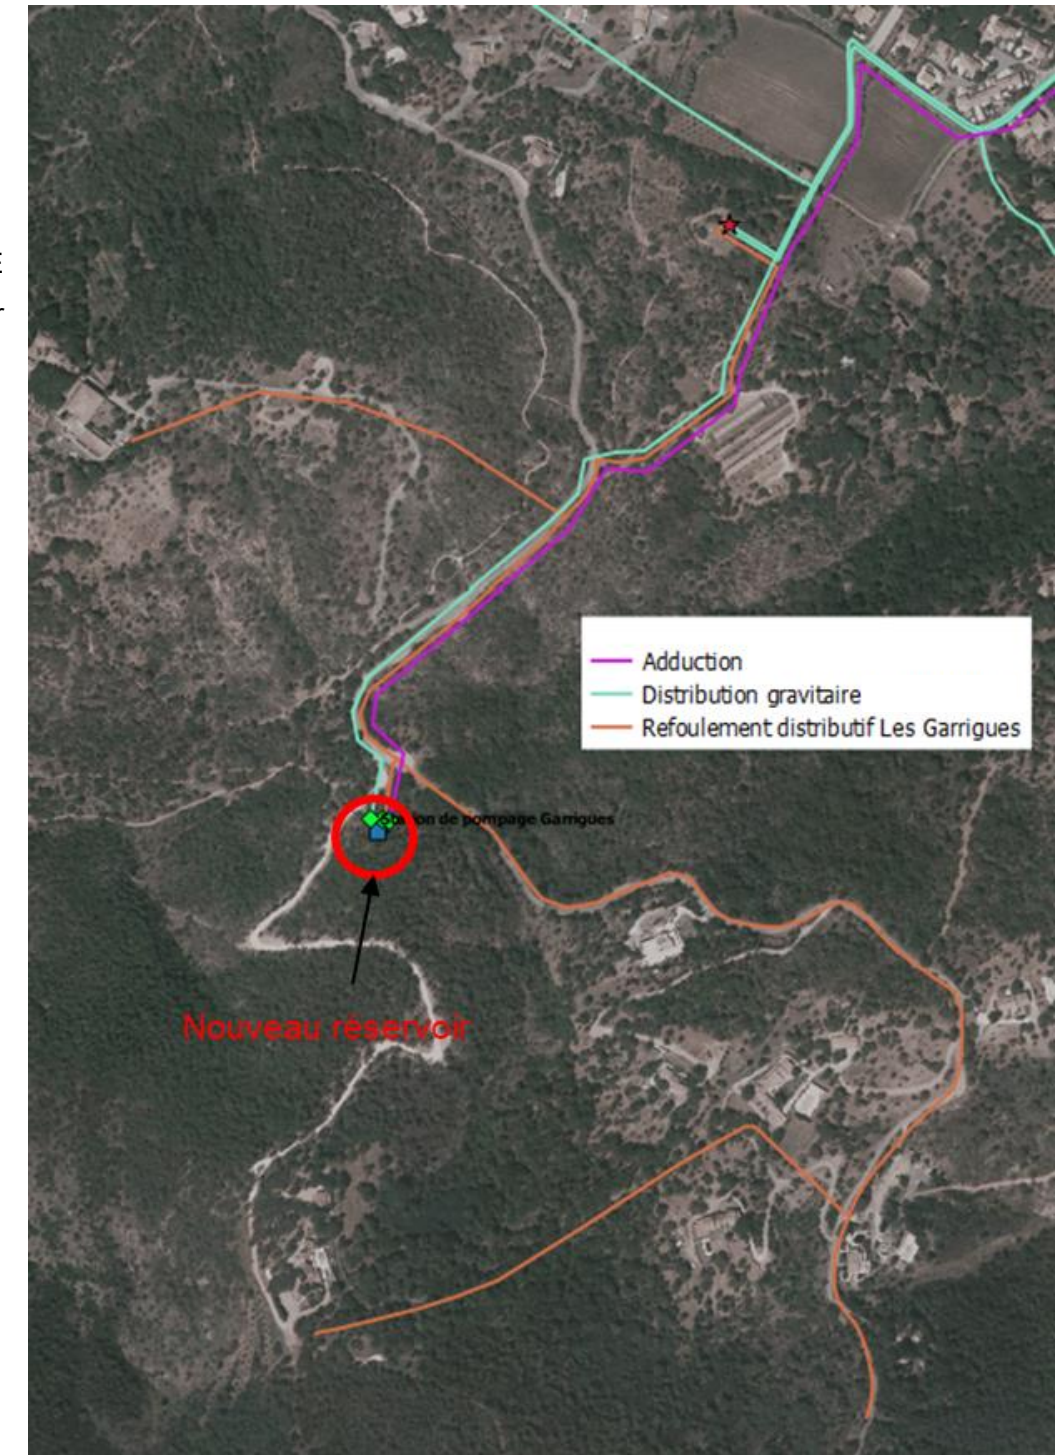 E
r
Adduction
Distribution gravitaire
Refoulement distributif Les Garrigues
Station de pompage Garrigues
Nouveau réservoir